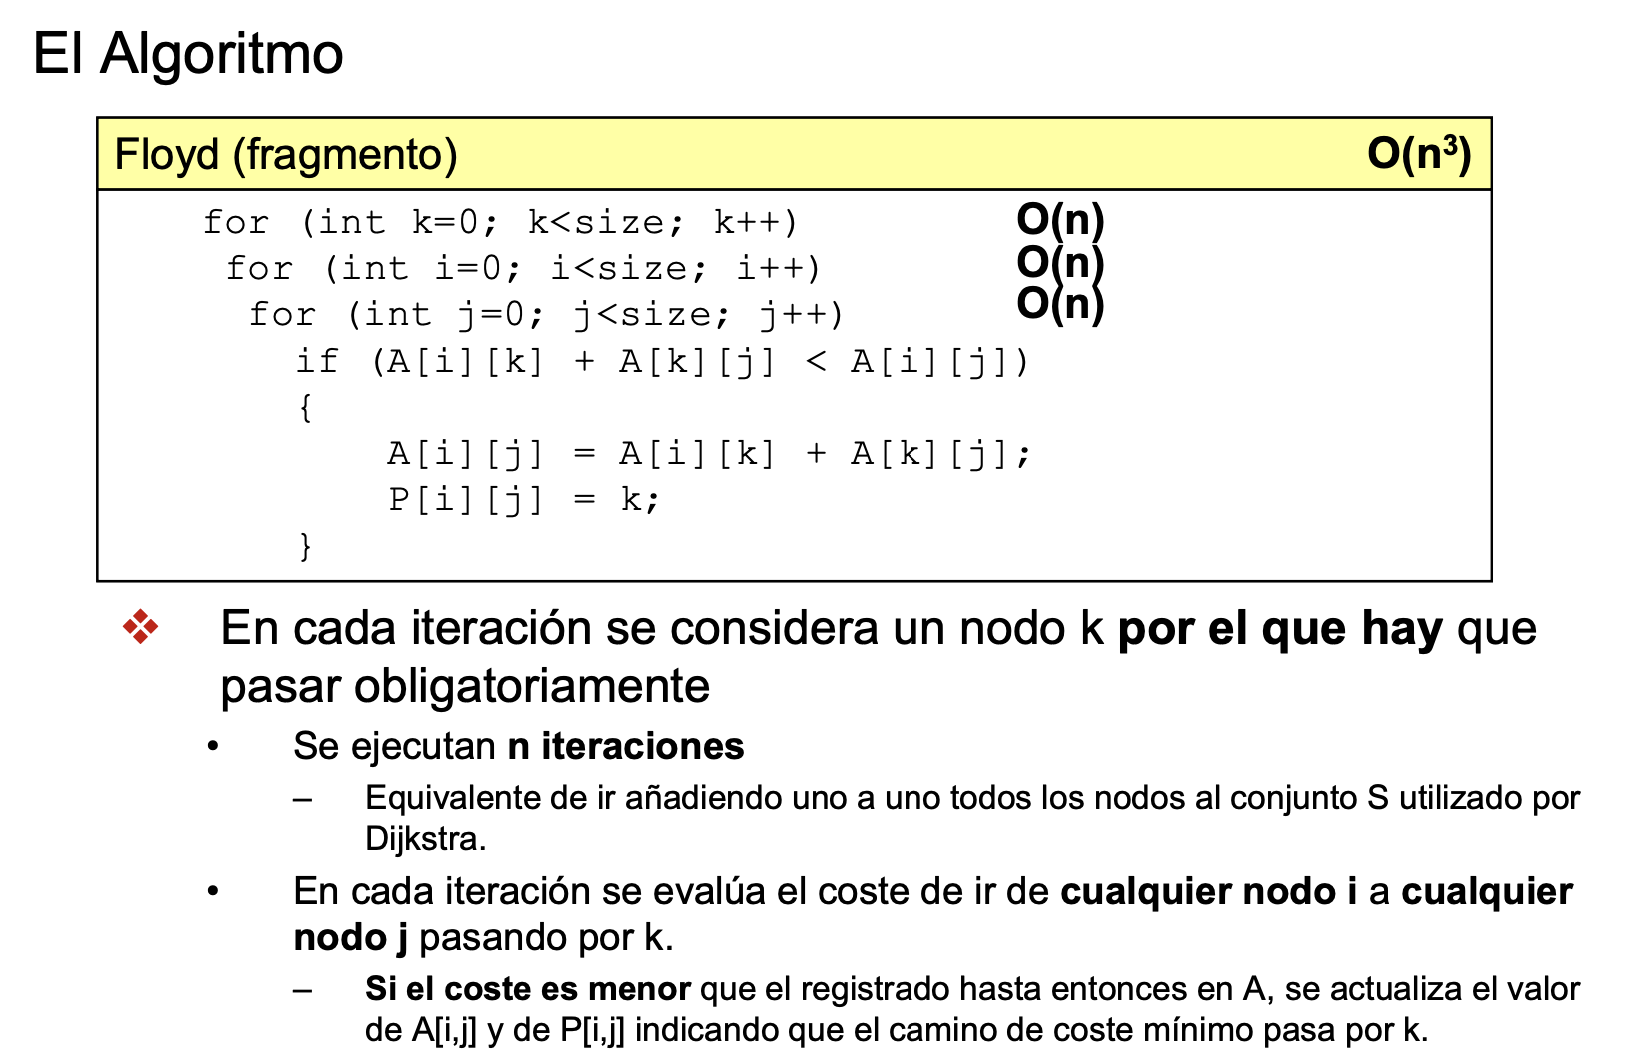 El Algoritmo
Floyd (fragmento) O(n³)
for (int k=0; k<size; k++) O(n)
for (int i=0; i<size; i++) O(n)
for (int j=0; j<size; j++) O(n)
if (A[i][k] + A[k][j] < A[i][j])
{
A[i][j] = A[i][k] + A[k][j];
P[i][j] = k;
}
❖ En cada iteración se considera un nodo k por el que hay que
pasar obligatoriamente
• Se ejecutan n iteraciones
– Equivalente de ir añadiendo uno a uno todos los nodos al conjunto S utilizado por
Dijkstra.
• En cada iteración se evalúa el coste de ir de cualquier nodo i a cualquier
nodo j pasando por k.
– Si el coste es menor que el registrado hasta entonces en A, se actualiza el valor
de A[i,j] y de P[i,j] indicando que el camino de coste mínimo pasa por k.